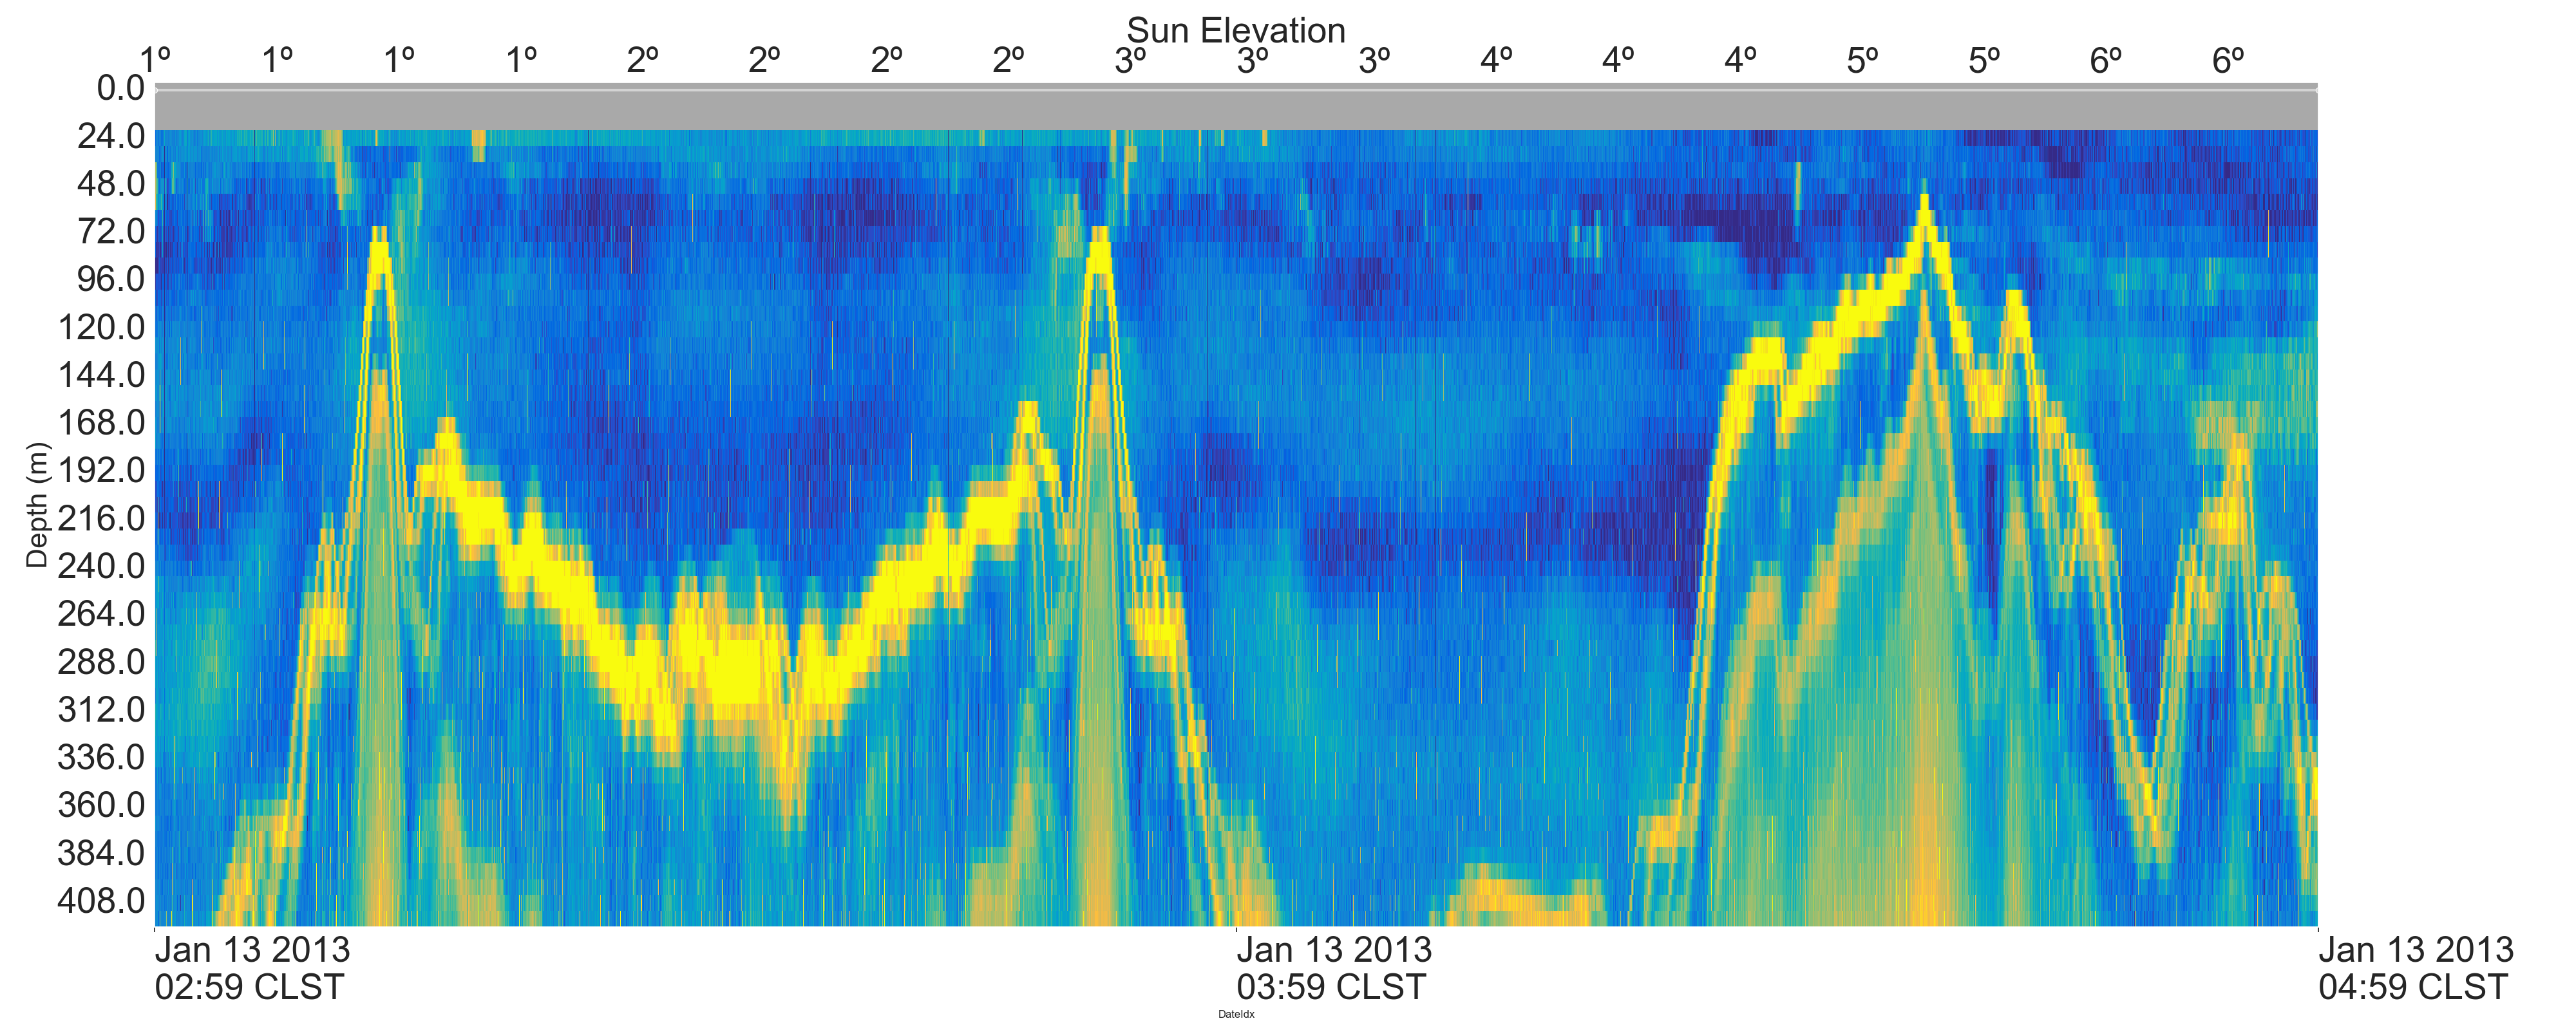 Sun Elevation
1º 1º 1º 1º 2º 2º 2º 2º 3º 3º 3º 4º 4º 4º 5º 5º 6º 6º
0.0
24.0
48.0
72.0
96.0
120.0
144.0
168.0
192.0
216.0
240.0
264.0
288.0
312.0
336.0
360.0
384.0
408.0
Depth (m)
Jan 13 2013
02:59 CLST
Jan 13 2013
03:59 CLST
Jan 13 2013
04:59 CLST
DateIdx